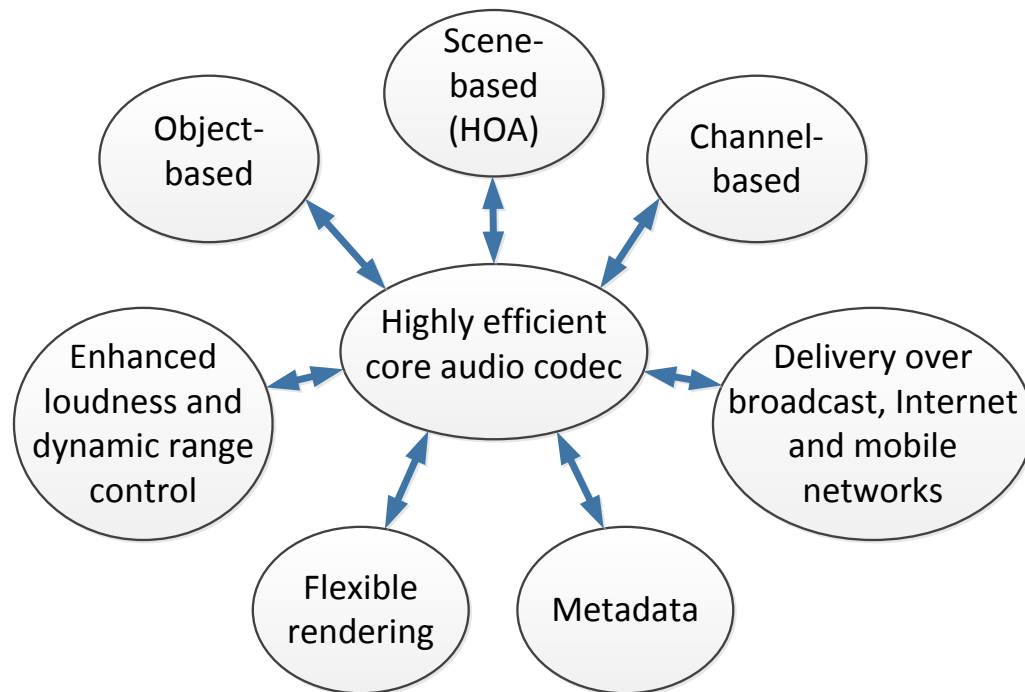 Scene-
based
(HOA)
Object-
based
Channel-
based
Highly efficient
core audio codec
Enhanced
loudness and
dynamic range
control
Delivery over
broadcast, Internet
and mobile
networks
Flexible
rendering
Metadata